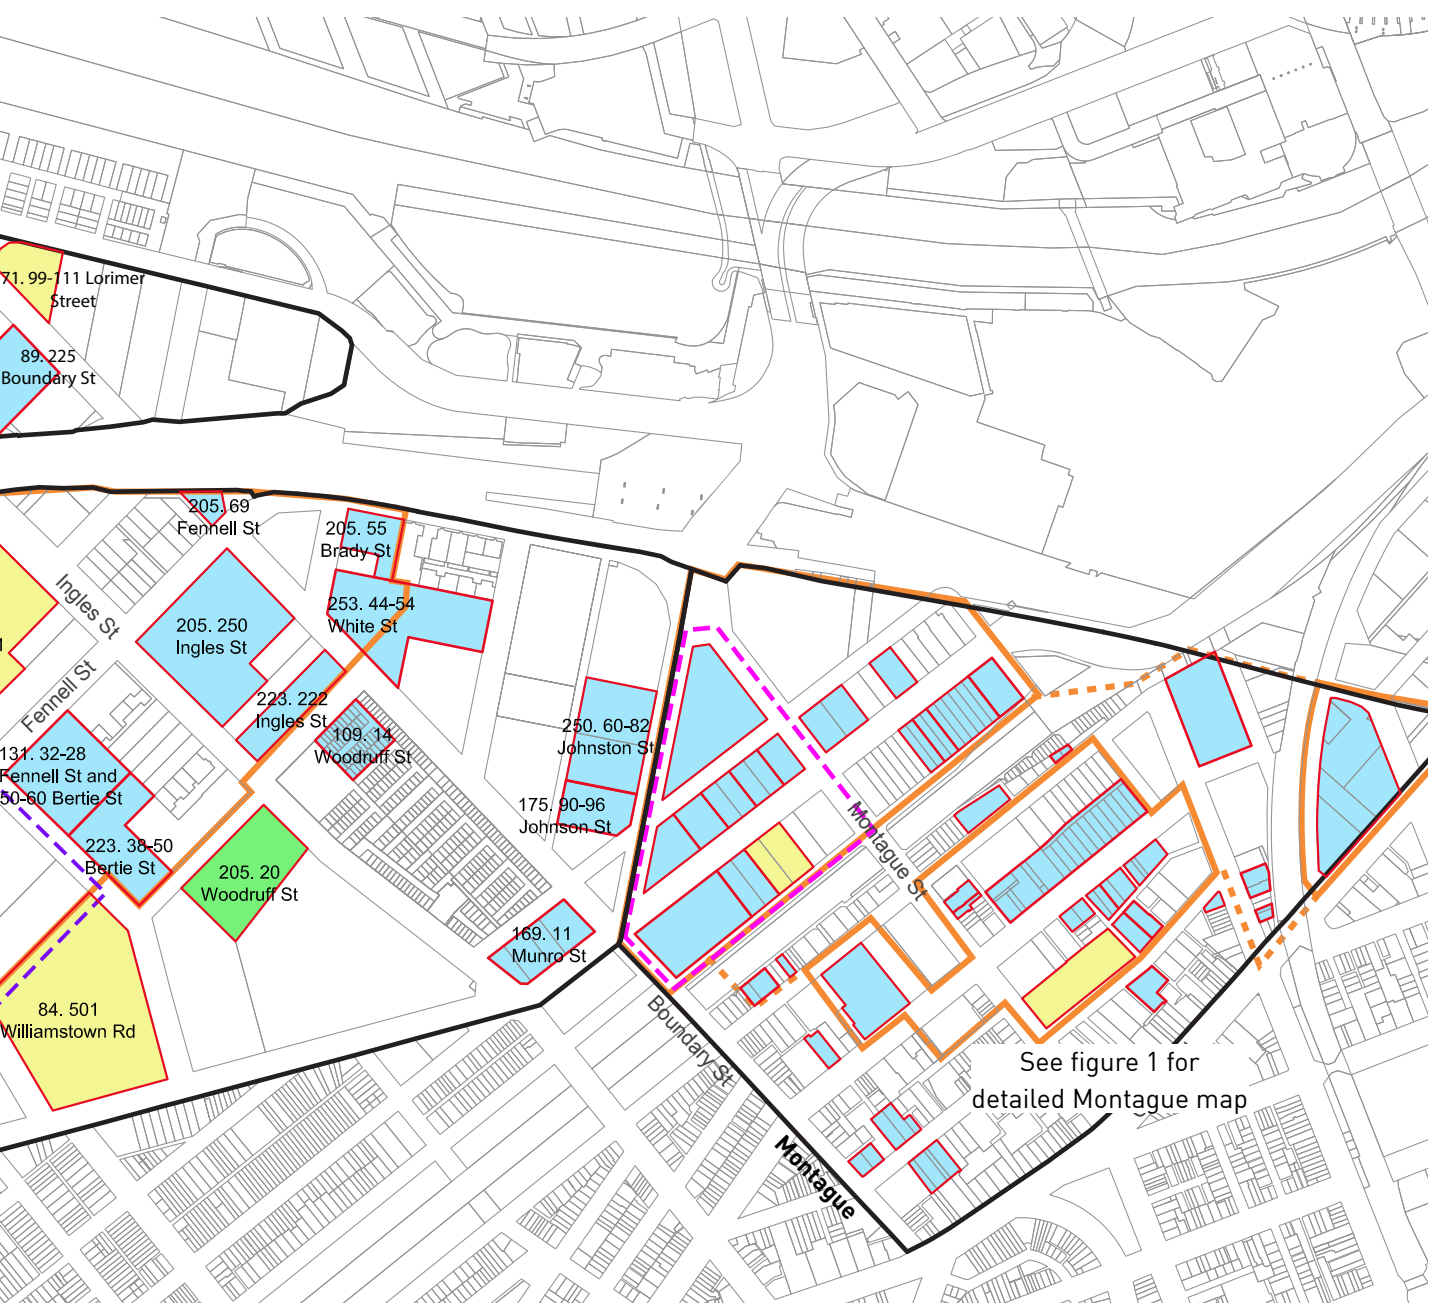 71. 99-111 Lorimer
Street
89. 225
Boundary St
205. 69
Fennell St
205. 55
Brady St
Ingles St
253. 44-54
White St
205. 250
Ingles St
1
Fennell St
223. 222
Ingles St
109. 14
Woodruff St
250. 60-82
Johnston St
131. 32-28
Fennell St and
50-60 Bertie St
175. 90-96
Johnson St
Montague St
223. 38-50
Bertie St
205. 20
Woodruff St
169. 11
Munro St
84. 501
Williamstown Rd
Boundary St
See figure 1 for
detailed Montague map
Montague